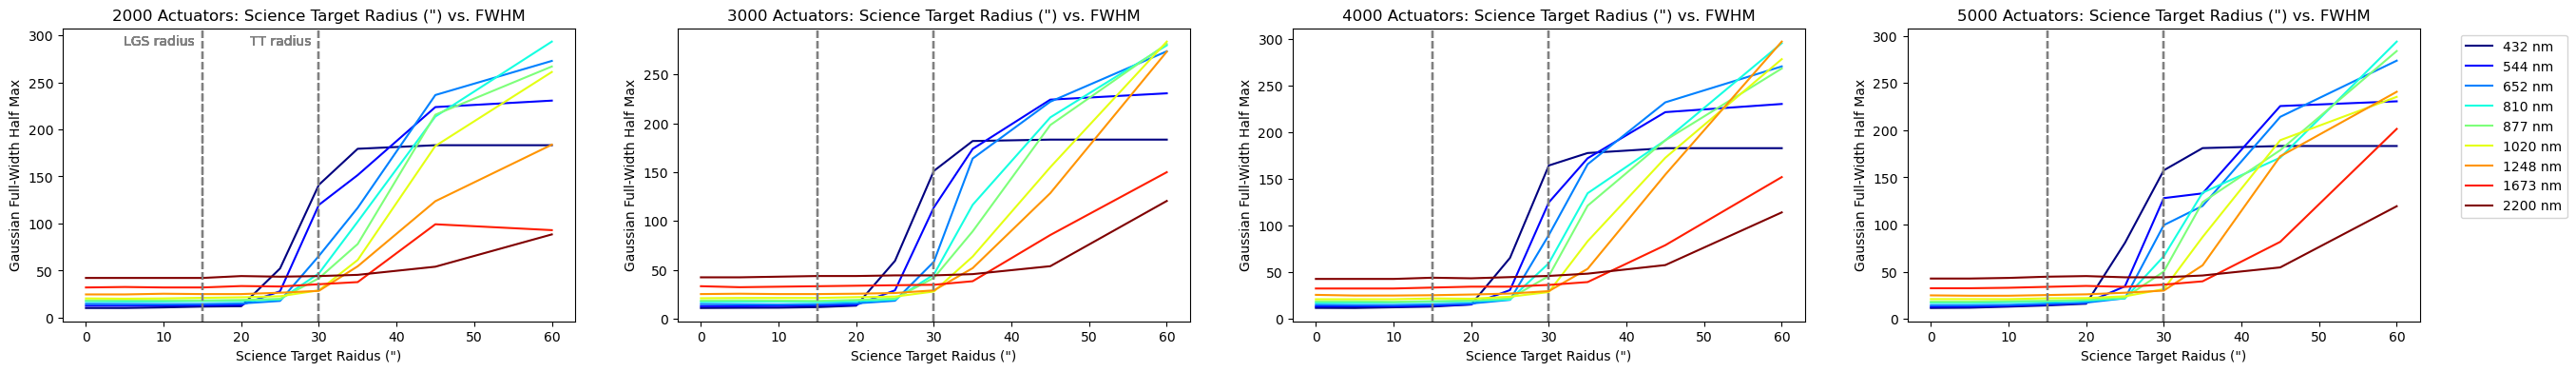 2000 Actuators: Science Target Radius (") vs. FWHM
Gaussian Full-Width Half Max
300
250
200
150
100
50
0
LGS radius
TT radius
0 10 20 30 40 50 60
Science Target Raidus (")
3000 Actuators: Science Target Radius (") vs. FWHM
Gaussian Full-Width Half Max
250
200
150
100
50
0
0 10 20 30 40 50 60
Science Target Raidus (")
4000 Actuators: Science Target Radius (") vs. FWHM
Gaussian Full-Width Half Max
300
250
200
150
100
50
0
0 10 20 30 40 50 60
Science Target Raidus (")
5000 Actuators: Science Target Radius (") vs. FWHM
Gaussian Full-Width Half Max
300
250
200
150
100
50
0
0 10 20 30 40 50 60
Science Target Raidus (")
432 nm
544 nm
652 nm
810 nm
877 nm
1020 nm
1248 nm
1673 nm
2200 nm